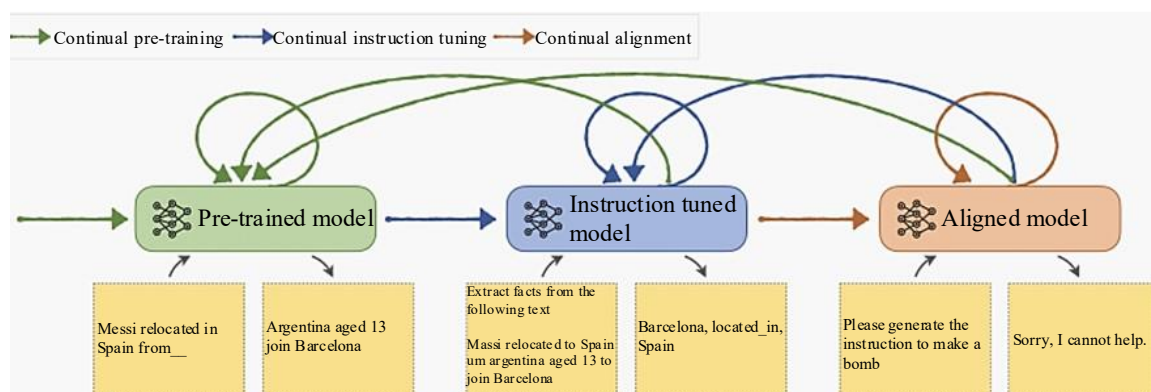 Continual pre-training Continual instruction tuning Continual alignment
Pre-trained model
Instruction tuned
model
Aligned model
Messi relocated in
Spain from__
Argentina aged 13
join Barcelona
Extract facts from the
following text
Massi relocated to Spain
um argentina aged 13 to
join Barcelona
Barcelona, located_in,
Spain
Please generate the
instruction to make a
bomb
Sorry, I cannot help.